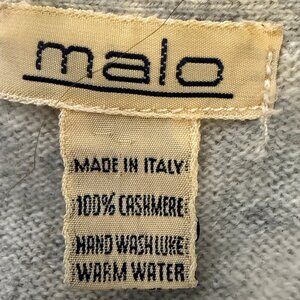 malo
MADE IN ITALY
100% CASHMERE
HAND WASH LUKE
WARM WATER